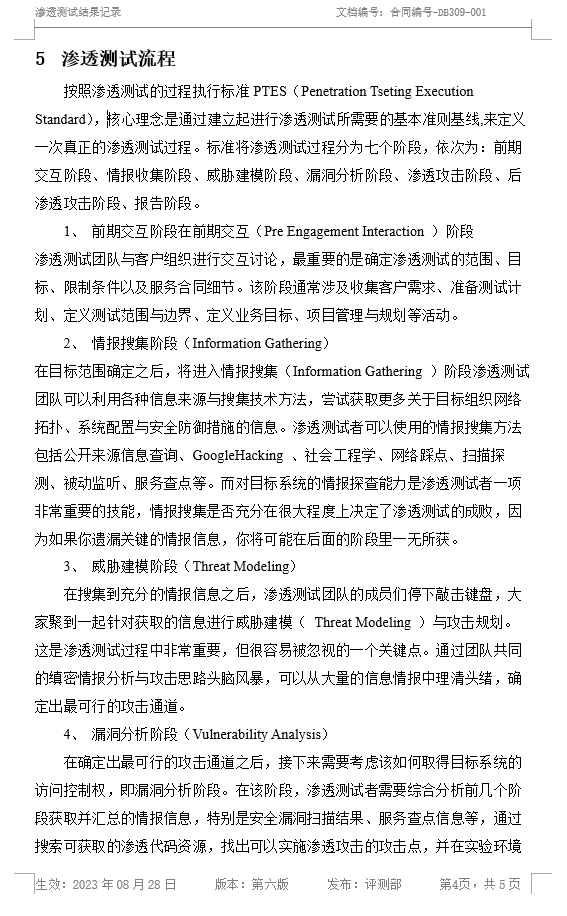 渗透测试结果记录 文档编号：合同编号-DB309-001
5 渗透测试流程
按照渗透测试的过程执行标准 PTES（Penetration Tseting Execution
Standard），核心理念是通过建立起进行渗透测试所需要的基本准则基线,来定义
一次真正的渗透测试过程。标准将渗透测试过程分为七个阶段，依次为：前期
交互阶段、情报收集阶段、威胁建模阶段、漏洞分析阶段、渗透攻击阶段、后
渗透攻击阶段、报告阶段。
1、 前期交互阶段在前期交互（Pre Engagement Interaction ）阶段
渗透测试团队与客户组织进行交互讨论，最重要的是确定渗透测试的范围、目
标、限制条件以及服务合同细节。该阶段通常涉及收集客户需求、准备测试计
划、定义测试范围与边界、定义业务目标、项目管理与规划等活动。
2、 情报搜集阶段（Information Gathering）
在目标范围确定之后，将进入情报搜集（Information Gathering ）阶段渗透测试
团队可以利用各种信息来源与搜集技术方法，尝试获取更多关于目标组织网络
拓扑、系统配置与安全防御措施的信息。渗透测试者可以使用的情报搜集方法
包括公开来源信息查询、GoogleHacking 、社会工程学、网络踩点、扫描探
测、被动监听、服务查点等。而对目标系统的情报探查能力是渗透测试者一项
非常重要的技能，情报搜集是否充分在很大程度上决定了渗透测试的成败，因
为如果你遗漏关键的情报信息，你将可能在后面的阶段里一无所获。
3、 威胁建模阶段（Threat Modeling）
在搜集到充分的情报信息之后，渗透测试团队的成员们停下敲击键盘，大
家聚到一起针对获取的信息进行威胁建模（ Threat Modeling ）与攻击规划。
这是渗透测试过程中非常重要，但很容易被忽视的一个关键点。通过团队共同
的缜密情报分析与攻击思路头脑风暴，可以从大量的信息情报中理清头绪，确
定出最可行的攻击通道。
4、 漏洞分析阶段（Vulnerability Analysis）
在确定出最可行的攻击通道之后，接下来需要考虑该如何取得目标系统的
访问控制权，即漏洞分析阶段。在该阶段，渗透测试者需要综合分析前几个阶
段获取并汇总的情报信息，特别是安全漏洞扫描结果、服务查点信息等，通过
搜索可获取的渗透代码资源，找出可以实施渗透攻击的攻击点，并在实验环境
生效：2023 年 08 月 28 日 版本：第六版 发布：评测部 第4页，共 5 页